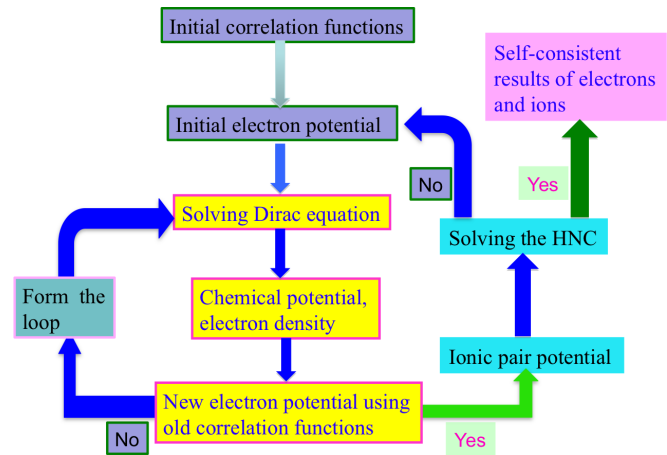 Initial correlation functions
Self-consistent
results of electrons
and ions
Initial electron potential
No
Yes
Solving Dirac equation
Solving the HNC
Form the
loop
Chemical potential,
electron density
Ionic pair potential
New electron potential using
old correlation functions
No
Yes